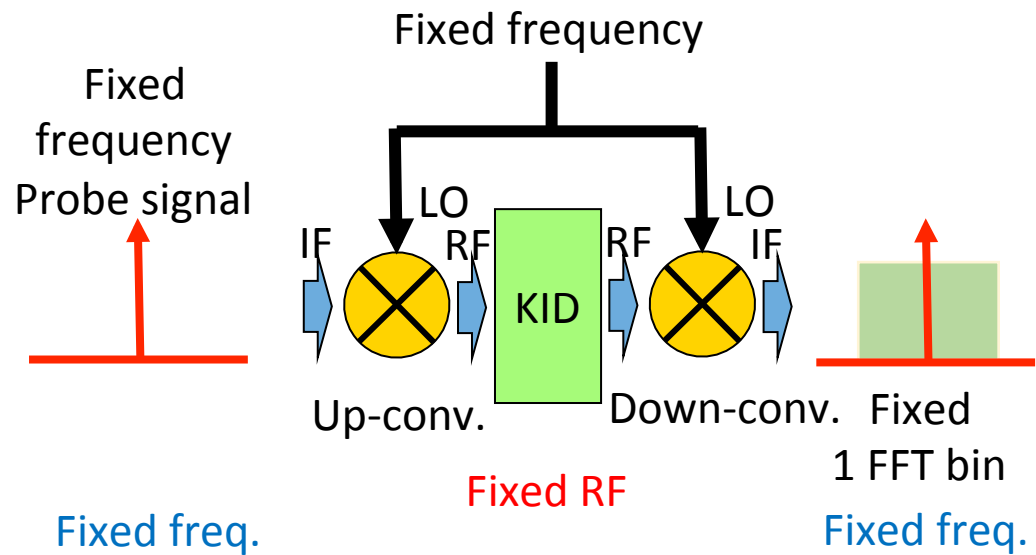 Fixed frequency
Fixed
frequency
Probe signal
LO
LO
IF
RF
RF
IF
KID
Up-conv.
Down-conv.
Fixed
1 FFT bin
Fixed RF
Fixed freq.
Fixed freq.